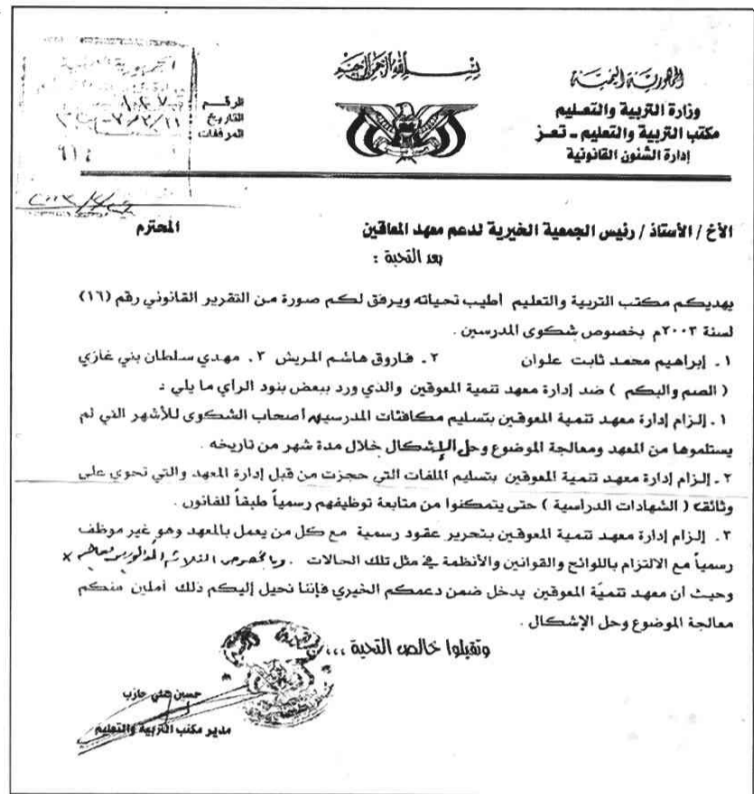 بسم الله الرحمن الرحيم
الجمهورية اليمنية
وزارة التربية والتعليم
مكتب التربية والتعليم - تعز
إدارة الشئون القانونية
الرقم :
التاريخ :
المرفقات :
الأخ / الأستاذ / رئيس الجمعية الخيرية لدعم معهد المعاقين المحترم
بعد التحية :
يهديكم مكتب التربية والتعليم أطيب تحياته ويرفق لكم صورة من التقرير القانوني رقم (١٦)
لسنة ٢٠٠٣م بخصوص شكوى المدرسين .
١ . إبراهيم محمد ثابت علوان ٢ . فاروق هاشم المريش ٣ . مهدي سلطان بني غازي
( الصم والبكم ) ضد إدارة معهد تنمية المعوقين والذي ورد ببعض بنود الرأي ما يلي :
١ . إلزام إدارة معهد تنمية المعوقين بتسليم مكافئات المدرسين أصحاب الشكوى للأشهر التي لم
يستلموها من المعهد ومعالجة الموضوع وحل الإشكال خلال مدة شهر من تاريخه .
٢ . إلزام إدارة معهد تنمية المعوقين بتسليم الملفات التي حجزت من قبل إدارة المعهد والتي تحوي على
وثائق ( الشهادات الدراسية ) حتى يتمكنوا من متابعة توظيفهم رسمياً طبقاً للقانون .
٣ . إلزام إدارة معهد تنمية المعوقين بتحرير عقود رسمية مع كل من يعمل بالمعهد وهو غير موظف
رسمياً مع الالتزام باللوائح والقوانين والأنظمة في مثل تلك الحالات .
وحيث أن معهد تنميّة المعوقين يدخل ضمن دعمكم الخيري فإننا نحيل إليكم ذلك أملين منكم
معالجة الموضوع وحل الإشكال .
وتقبلوا خالص التحية ,,,
حسين علي حازب
مدير مكتب التربية والتعليم